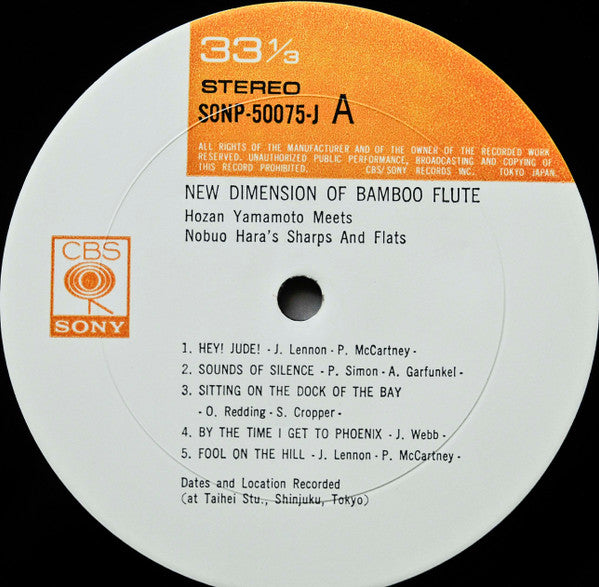 33 1/3
STEREO
SONP-50075-J A
ALL RIGHTS OF THE MANUFACTURER AND OF THE OWNER OF THE RECORDED WORK
RESERVED. UNAUTHORIZED PUBLIC PERFORMANCE, BROADCASTING AND COPYING OF
THIS RECORD PROHIBITED. CBS/SONY RECORDS INC. TOKYO JAPAN.
NEW DIMENSION OF BAMBOO FLUTE
Hozan Yamamoto Meets
Nobuo Hara's Sharps And Flats
CBS
SONY
1. HEY! JUDE! - J. Lennon - P. McCartney -
2. SOUNDS OF SILENCE - P. Simon - A. Garfunkel -
3. SITTING ON THE DOCK OF THE BAY
- O. Redding - S. Cropper -
4. BY THE TIME I GET TO PHOENIX - J. Webb -
5. FOOL ON THE HILL - J. Lennon - P. McCartney -
Dates and Location Recorded
(at Taihei Stu., Shinjuku, Tokyo)